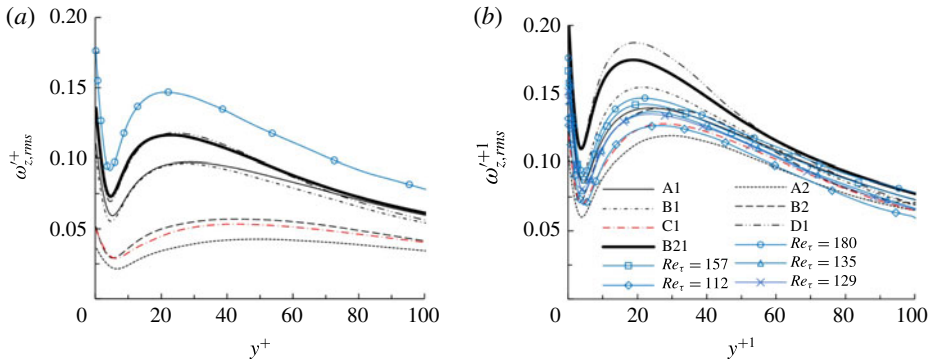 (a)
0.20
0.15
0.10
0.05
ω′+z,rms
0 20 40 60 80 100
y+
(b)
0.20
0.15
0.10
0.05
ω′+1z,rms
A1 A2
B1 B2
C1 D1
B21 Reτ = 180
Reτ = 157 Reτ = 135
Reτ = 112 Reτ = 129
0 20 40 60 80 100
y+1